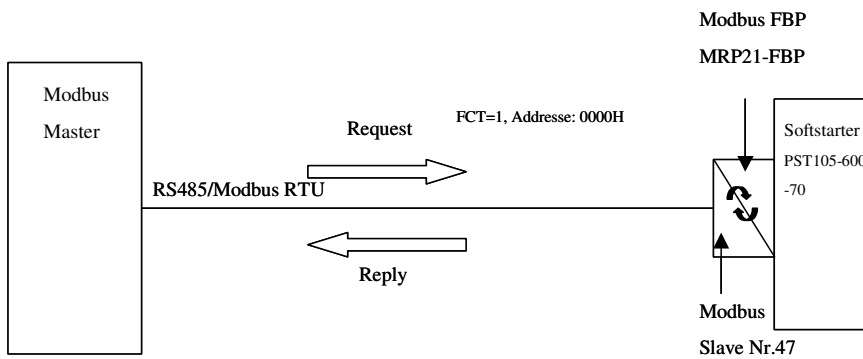 Modbus FBP
MRP21-FBP
Modbus
Master
Request
FCT=1, Addresse: 0000H
Softstarter
PST105-600
-70
RS485/Modbus RTU
Reply
Modbus
Slave Nr.47